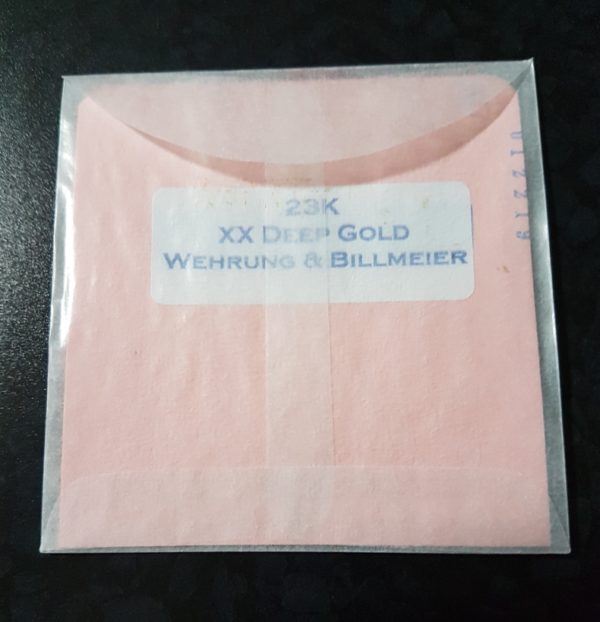 23K
XX DEEP GOLD
WEHRUNG & BILLMEIER